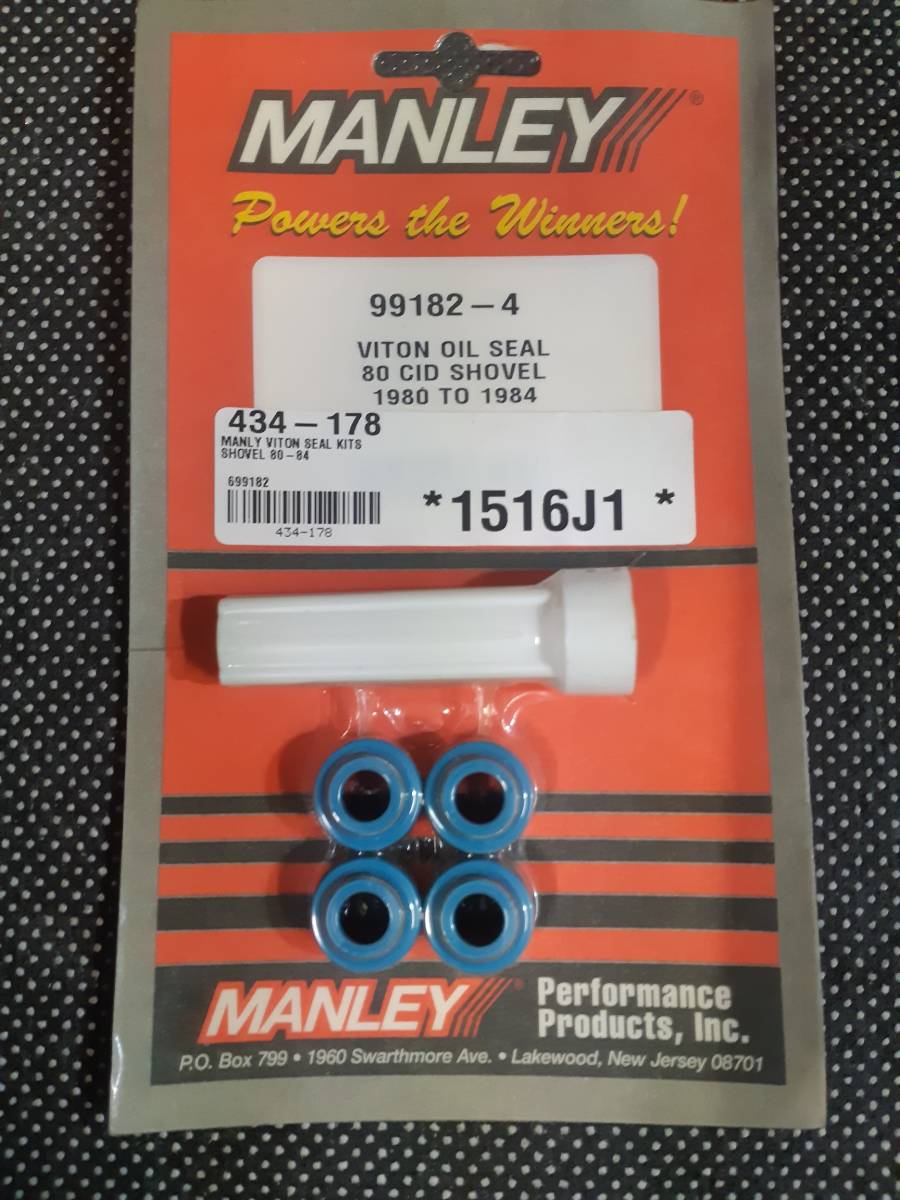 MANLEY®
Powers the Winners!
99182-4
VITON OIL SEAL
80 CID SHOVEL
1980 TO 1984
434-178
MANLY VITON SEAL KITS
SHOVEL 80-84
699182
434-178
*1516J1 *
MANLEY®
Performance
Products, Inc.
P.O. Box 799 • 1960 Swarthmore Ave. • Lakewood, New Jersey 08701